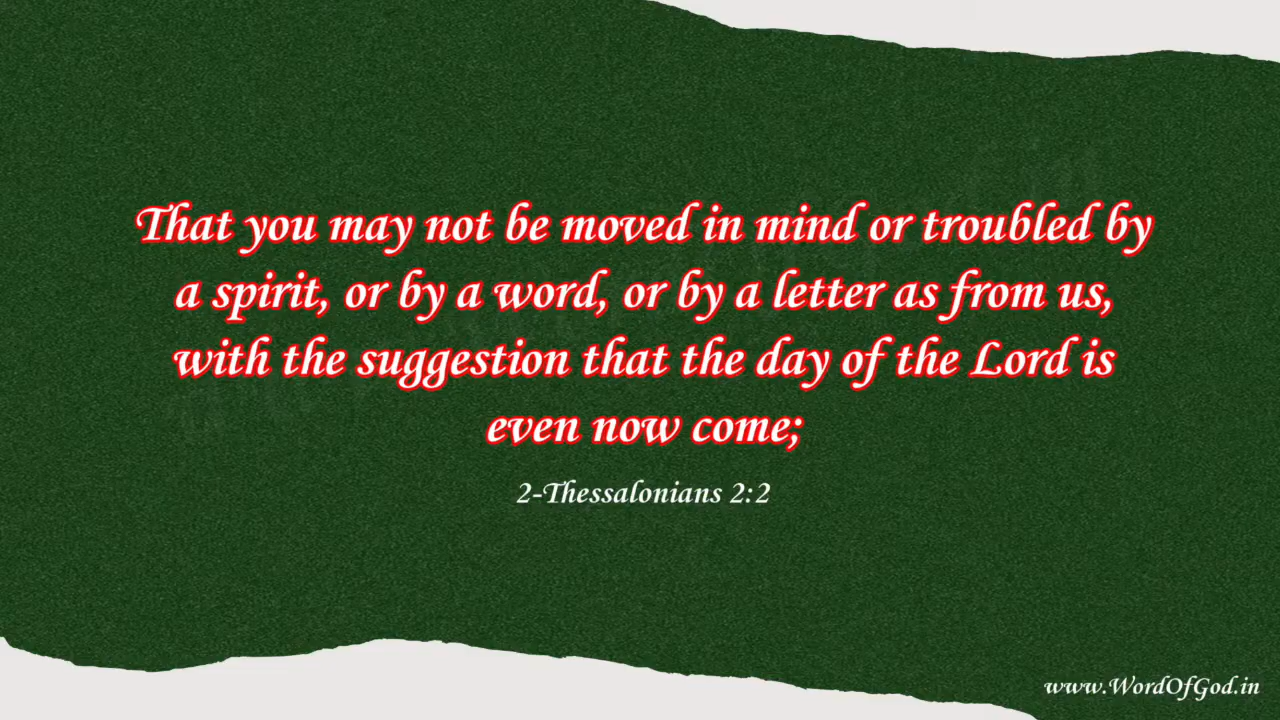 That you may not be moved in mind or troubled by
a spirit, or by a word, or by a letter as from us,
with the suggestion that the day of the Lord is
even now come;
2-Thessalonians 2:2
www.WordOfGod.in